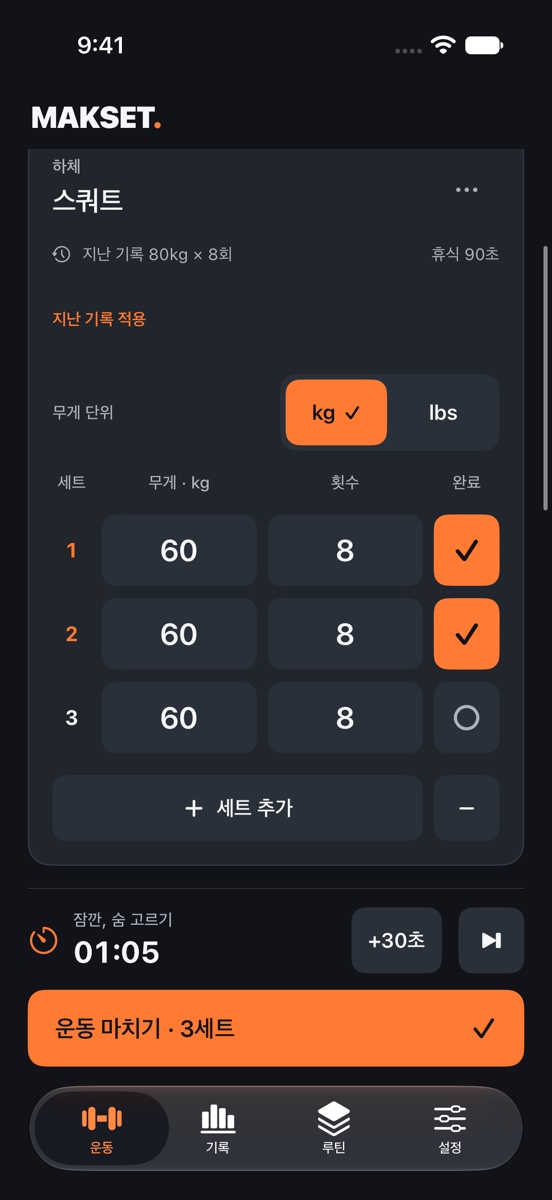 9:41
MAKSET.
하체
스쿼트
지난 기록 80kg × 8회
휴식 90초
지난 기록 적용
무게 단위
kg ✓
lbs
세트 무게 · kg 횟수 완료
1 60 8 ✓
2 60 8 ✓
3 60 8
+ 세트 추가 −
잠깐, 숨 고르기
01:05
+30초
운동 마치기 · 3세트 ✓
운동 기록 루틴 설정